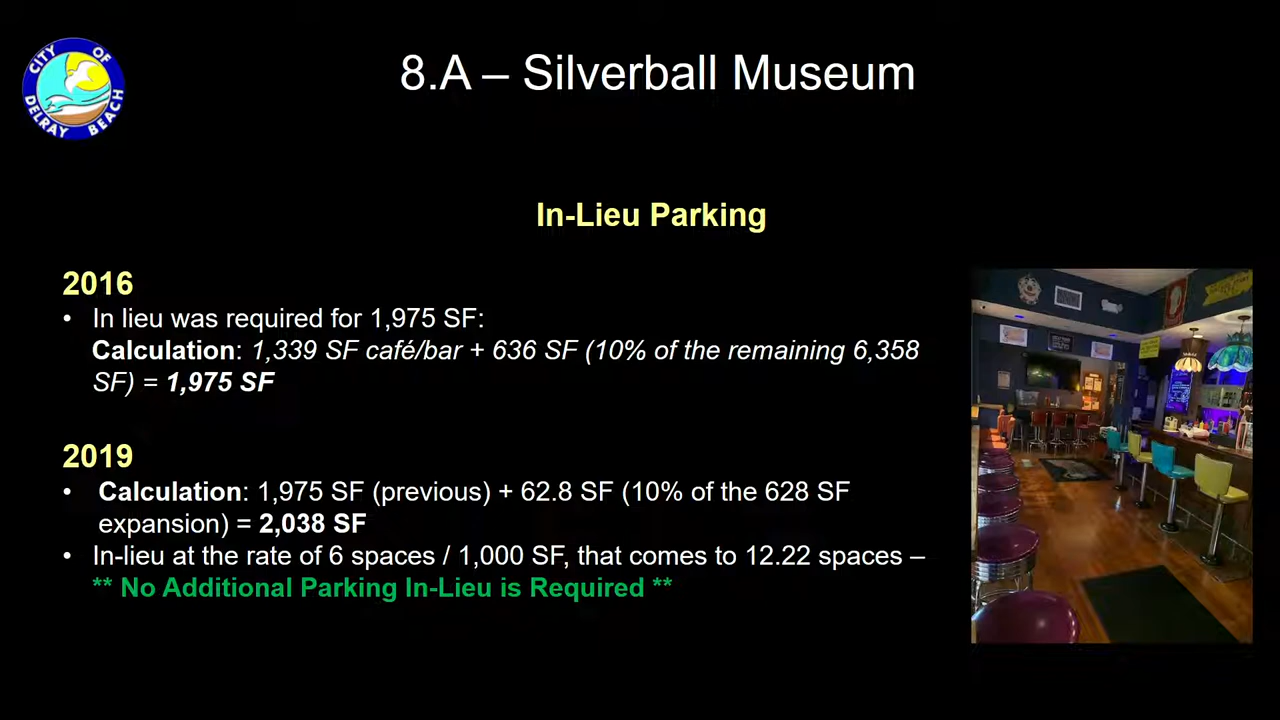 CITY OF
DELRAY BEACH
8.A – Silverball Museum
In-Lieu Parking
2016
• In lieu was required for 1,975 SF:
Calculation: 1,339 SF café/bar + 636 SF (10% of the remaining 6,358
SF) = 1,975 SF
2019
• Calculation: 1,975 SF (previous) + 62.8 SF (10% of the 628 SF
expansion) = 2,038 SF
• In-lieu at the rate of 6 spaces / 1,000 SF, that comes to 12.22 spaces –
** No Additional Parking In-Lieu is Required **